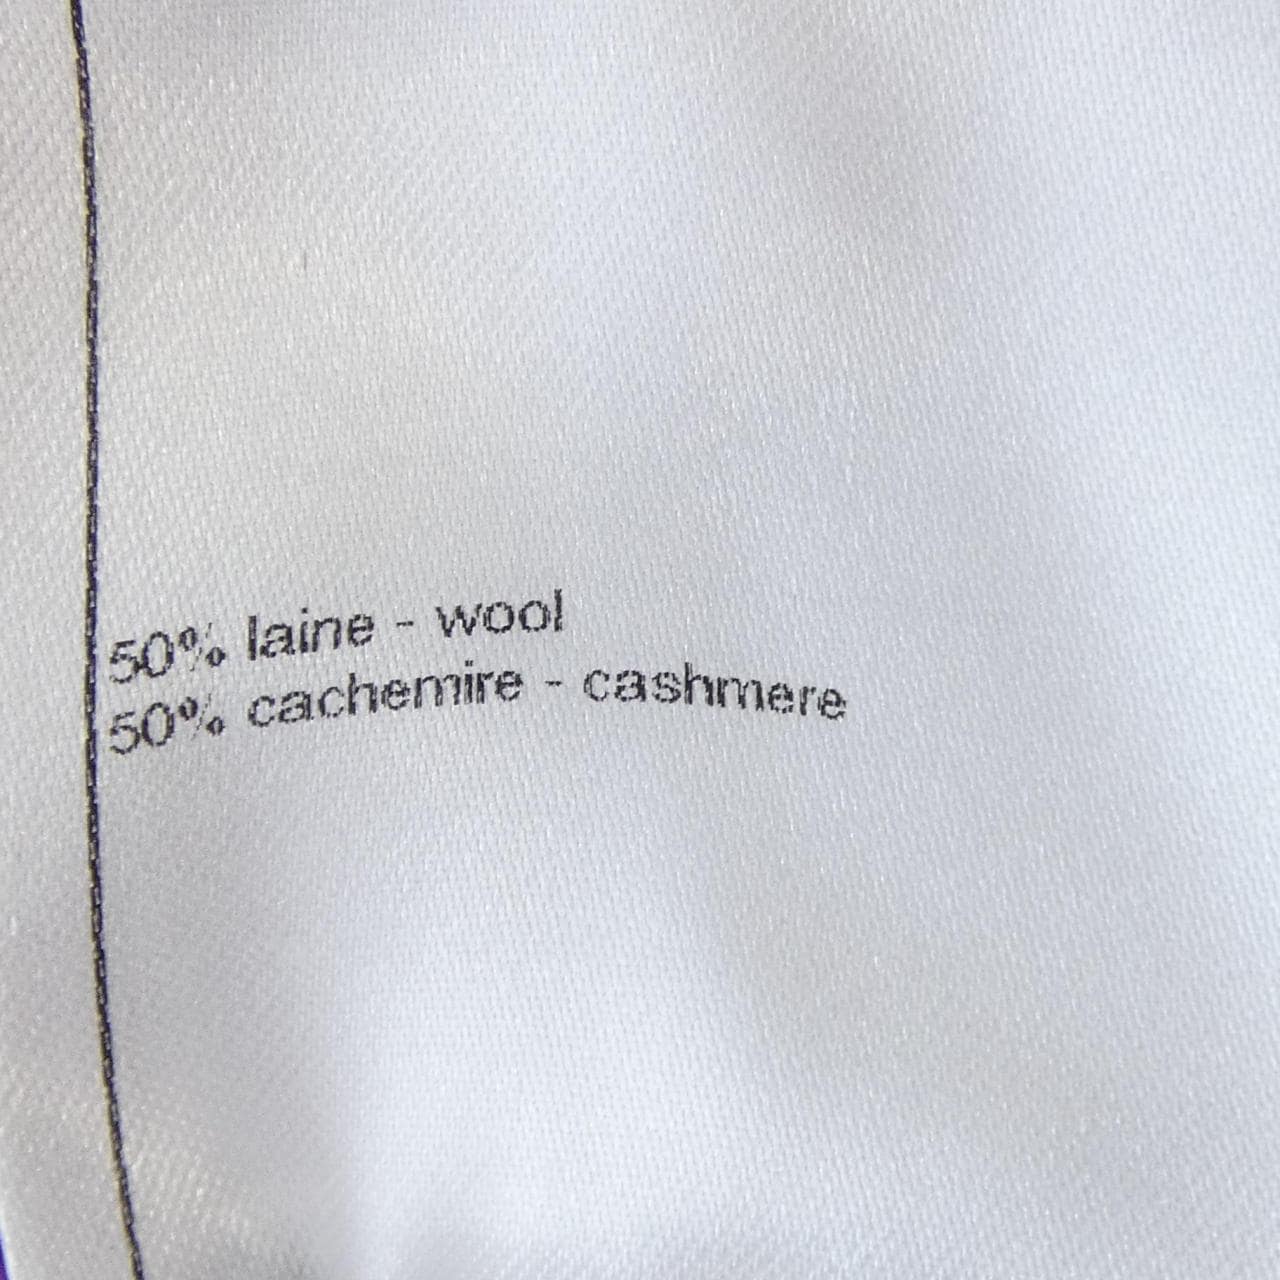 50% laine - wool
50% cachemire - cashmere